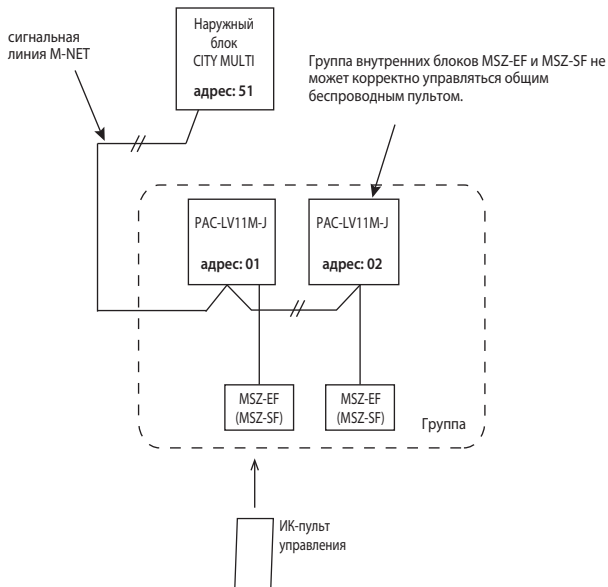 сигнальная
линия M-NET
Наружный
блок
CITY MULTI
адрес: 51
Группа внутренних блоков MSZ-EF и MSZ-SF не
может корректно управляться общим
беспроводным пультом.
PAC-LV11M-J
адрес: 01
PAC-LV11M-J
адрес: 02
MSZ-EF
(MSZ-SF)
MSZ-EF
(MSZ-SF)
Группа
ИК-пульт
управления